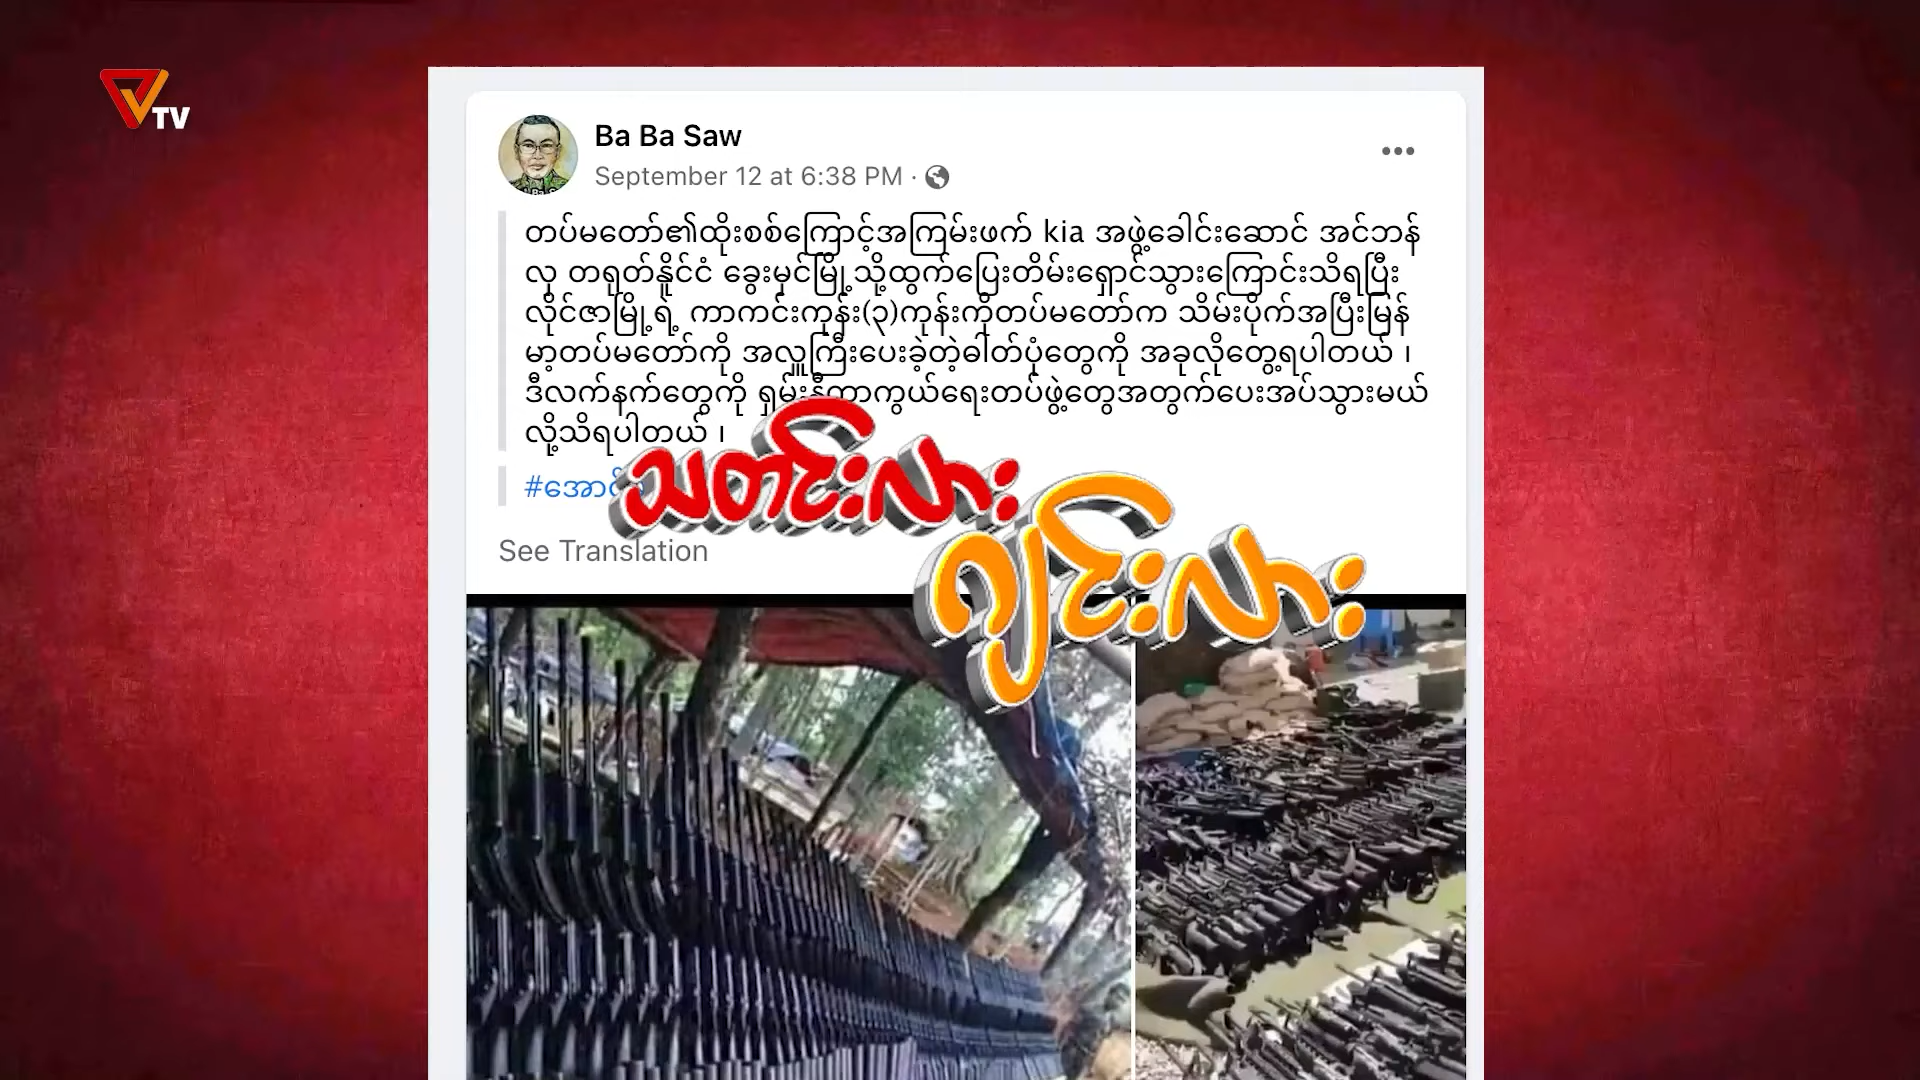 TV
Ba Ba Saw
September 12 at 6:38 PM ·
တပ်မတော်၏ထိုးစစ်ကြောင့်အကြမ်းဖက် kia အဖွဲ့ခေါင်းဆောင် အင်ဘန်
လှ တရုတ်နိူင်ငံ ခွေးမှင်မြို့သို့ထွက်ပြေးတိမ်းရှောင်သွားကြောင်းသိရပြီး
လိုင်ဇာမြို့ရဲ့ ကာကင်းကုန်း(၃)ကုန်းကိုတပ်မတော်က သိမ်းပိုက်အပြီးမြန်
မာ့တပ်မတော်ကို အလှူကြီးပေးခဲ့တဲ့ဓါတ်ပုံတွေကို အခုလိုတွေ့ရပါတယ် ၊
ဒီလက်နက်တွေကို ရှမ်းနီကာကွယ်ရေးတပ်ဖွဲ့တွေအတွက်ပေးအပ်သွားမယ်
လို့သိရပါတယ် ၊
သတင်းလား
ဂျင်းလား
See Translation